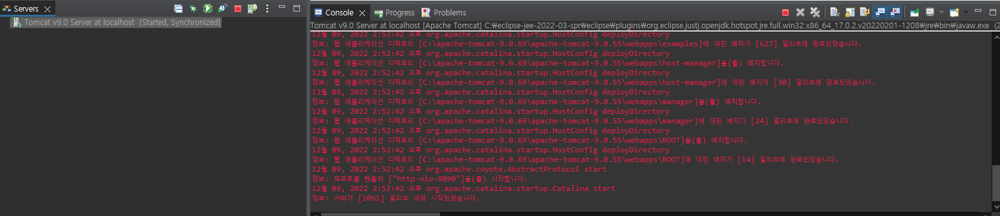 Servers
Tomcat v9.0 Server at localhost [Started, Synchronized]
Console
Progress
Problems
Tomcat v9.0 Server at localhost [Apache Tomcat] C:₩eclipse-jee-2022-03-spr₩eclipse₩plugins₩org.eclipse.justj.openjdk.hotspot.jre.full.win32.x86_64_17.0.2.v20220201-1208₩jre₩bin₩javaw.exe (2
12월 09, 2022 2:52:42 오후 org.apache.catalina.startup.HostConfig deployDirectory
정보: 웹 애플리케이션 디렉토리 [C:\apache-tomcat-9.0.69\apache-tomcat-9.0.55\webapps\examples]에 대한 배치가 [627] 밀리초에 완료되었습니다.
12월 09, 2022 2:52:42 오후 org.apache.catalina.startup.HostConfig deployDirectory
정보: 웹 애플리케이션 디렉토리 [C:\apache-tomcat-9.0.69\apache-tomcat-9.0.55\webapps\host-manager]을(를) 배치합니다.
12월 09, 2022 2:52:42 오후 org.apache.catalina.startup.HostConfig deployDirectory
정보: 웹 애플리케이션 디렉토리 [C:\apache-tomcat-9.0.69\apache-tomcat-9.0.55\webapps\host-manager]에 대한 배치가 [30] 밀리초에 완료되었습니다.
12월 09, 2022 2:52:42 오후 org.apache.catalina.startup.HostConfig deployDirectory
정보: 웹 애플리케이션 디렉토리 [C:\apache-tomcat-9.0.69\apache-tomcat-9.0.55\webapps\manager]을(를) 배치합니다.
12월 09, 2022 2:52:42 오후 org.apache.catalina.startup.HostConfig deployDirectory
정보: 웹 애플리케이션 디렉토리 [C:\apache-tomcat-9.0.69\apache-tomcat-9.0.55\webapps\manager]에 대한 배치가 [24] 밀리초에 완료되었습니다.
12월 09, 2022 2:52:42 오후 org.apache.catalina.startup.HostConfig deployDirectory
정보: 웹 애플리케이션 디렉토리 [C:\apache-tomcat-9.0.69\apache-tomcat-9.0.55\webapps\ROOT]을(를) 배치합니다.
12월 09, 2022 2:52:42 오후 org.apache.catalina.startup.HostConfig deployDirectory
정보: 웹 애플리케이션 디렉토리 [C:\apache-tomcat-9.0.69\apache-tomcat-9.0.55\webapps\ROOT]에 대한 배치가 [14] 밀리초에 완료되었습니다.
12월 09, 2022 2:52:42 오후 org.apache.coyote.AbstractProtocol start
정보: 프로토콜 핸들러 ["http-nio-8090"]을(를) 시작합니다.
12월 09, 2022 2:52:42 오후 org.apache.catalina.startup.Catalina start
정보: 서버가 [1061] 밀리초 내에 시작되었습니다.